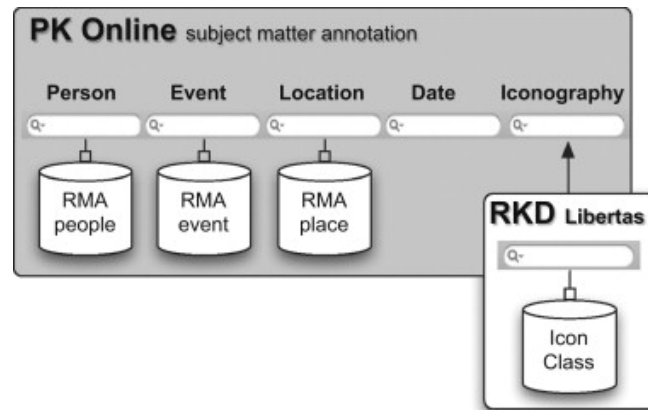 PK Online subject matter annotation
Person Event Location Date Iconography
RMA people
RMA event
RMA place
RKD Libertas
Icon Class